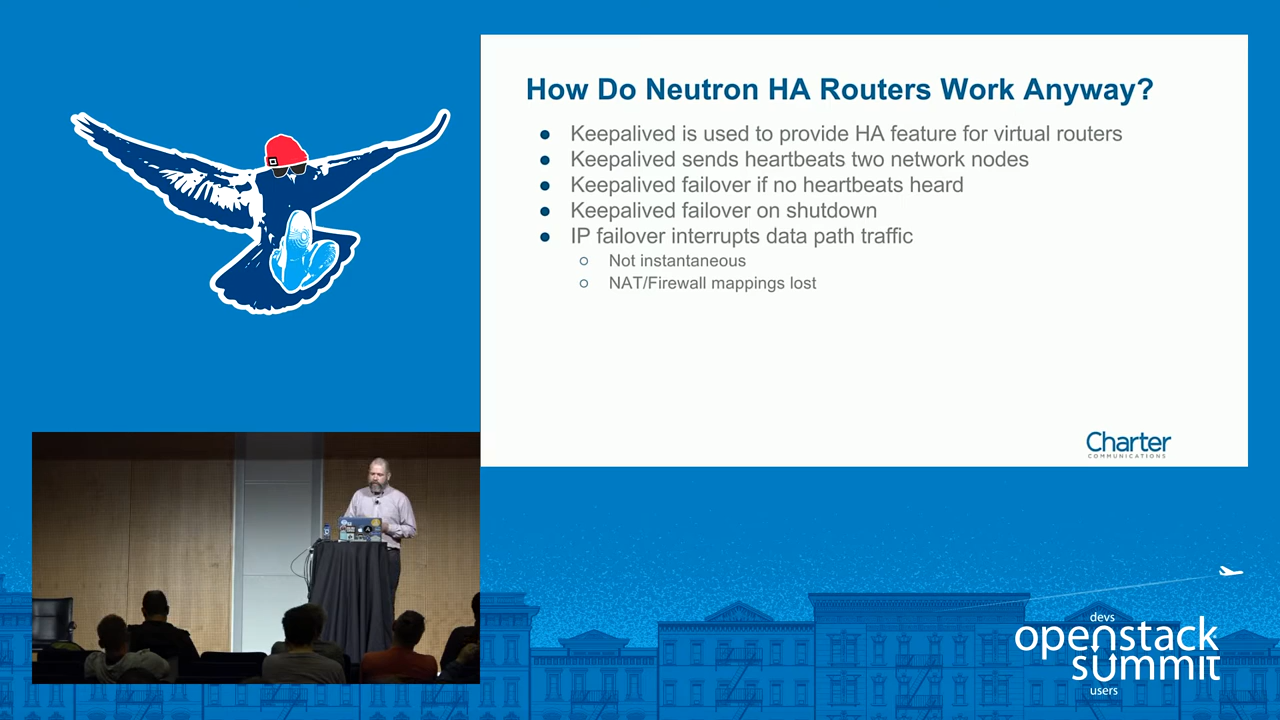 How Do Neutron HA Routers Work Anyway?
● Keepalived is used to provide HA feature for virtual routers
● Keepalived sends heartbeats two network nodes
● Keepalived failover if no heartbeats heard
● Keepalived failover on shutdown
● IP failover interrupts data path traffic
○ Not instantaneous
○ NAT/Firewall mappings lost
Charter
COMMUNICATIONS
devs
openstack
summit
users